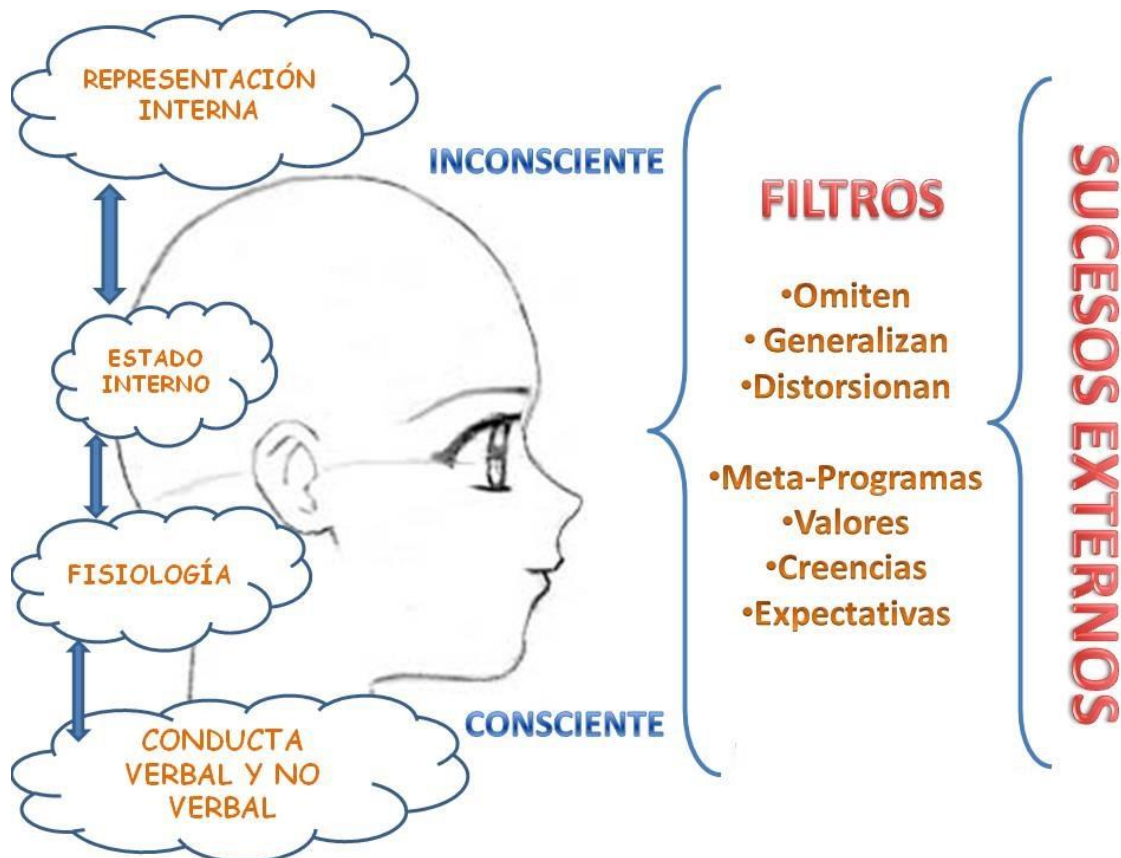 REPRESENTACIÓN
INTERNA
ESTADO
INTERNO
FISIOLOGÍA
CONDUCTA
VERBAL Y NO
VERBAL
INCONSCIENTE
CONSCIENTE
FILTROS
•Omiten
• Generalizan
•Distorsionan
•Meta-Programas
•Valores
•Creencias
•Expectativas
SUCESOS EXTERNOS